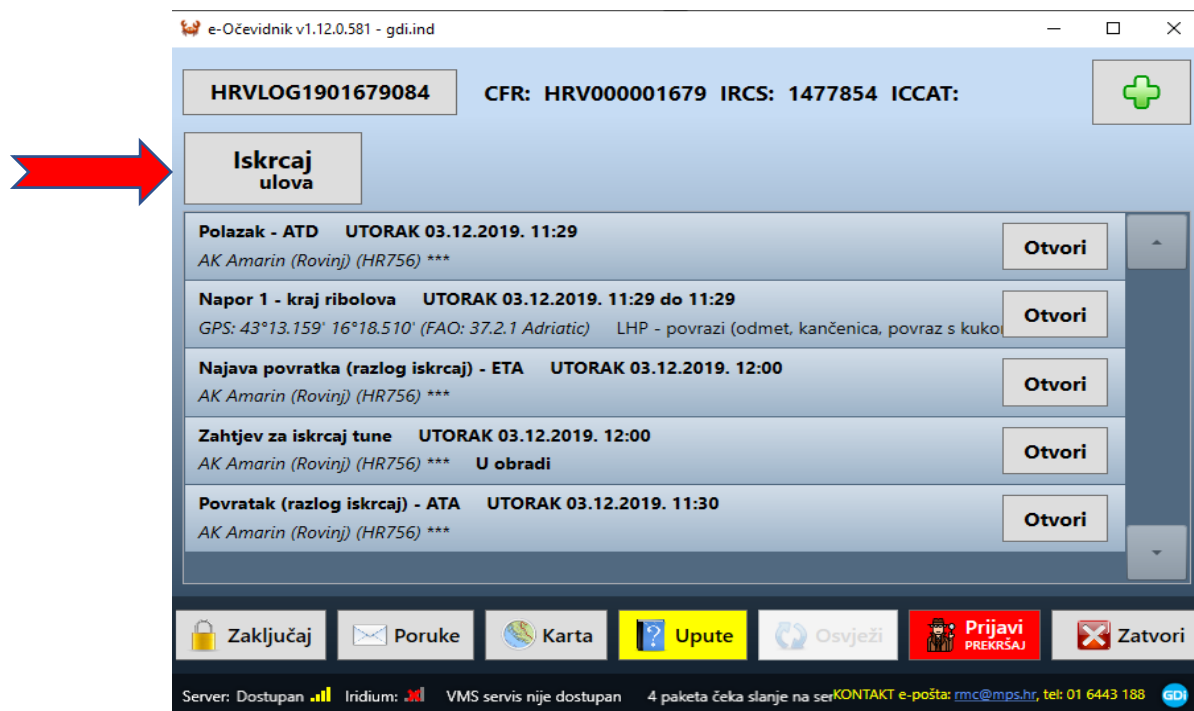 e-Očevidnik v1.12.0.581 - gdi.ind
HRVLOG1901679084 CFR: HRV000001679 IRCS: 1477854 ICCAT:
Iskrcaj
ulova
Polazak - ATD UTORAK 03.12.2019. 11:29
AK Amarin (Rovinj) (HR756) ***
Otvori
Napor 1 - kraj ribolova UTORAK 03.12.2019. 11:29 do 11:29
GPS: 43°13.159' 16°18.510' (FAO: 37.2.1 Adriatic) LHP - povrazi (odmet, kančenica, povraz s kuko
Otvori
Najava povratka (razlog iskrcaj) - ETA UTORAK 03.12.2019. 12:00
AK Amarin (Rovinj) (HR756) ***
Otvori
Zahtjev za iskrcaj tune UTORAK 03.12.2019. 12:00
AK Amarin (Rovinj) (HR756) *** U obradi
Otvori
Povratak (razlog iskrcaj) - ATA UTORAK 03.12.2019. 11:30
AK Amarin (Rovinj) (HR756) ***
Otvori
Zaključaj Poruke Karta Upute Osvježi Prijavi PREKRŠAJ Zatvori
Server: Dostupan Iridium: VMS servis nije dostupan 4 paketa čeka slanje na ser KONTAKT e-pošta: rmc@mps.hr, tel: 01 6443 188 GDI